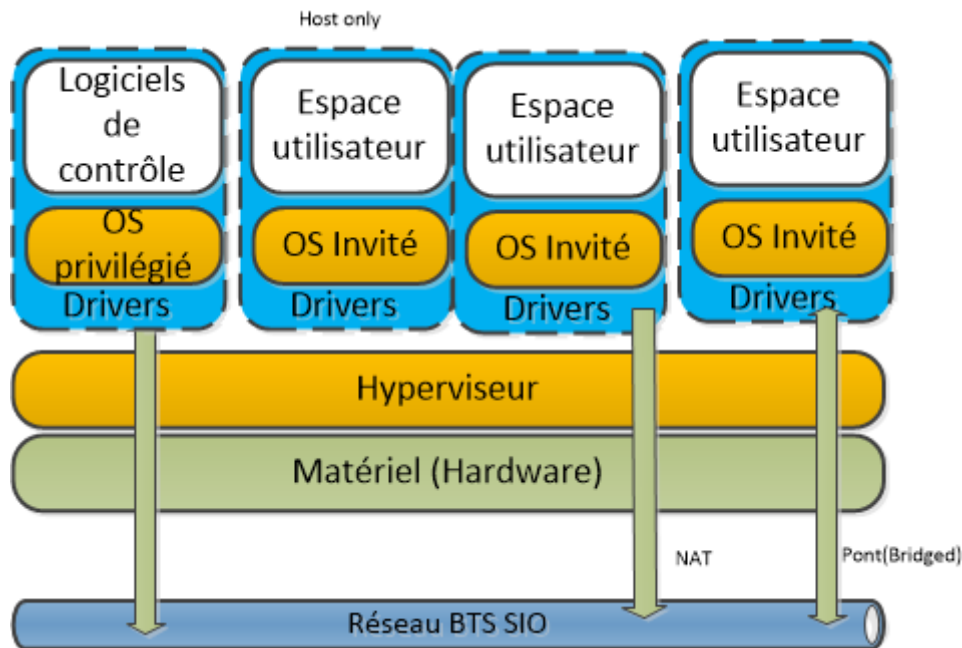 Host only
Logiciels
de
contrôle
OS
privilégié
Drivers
Espace
utilisateur
OS Invité
Drivers
Espace
utilisateur
OS Invité
Drivers
Espace
utilisateur
OS Invité
Drivers
Hyperviseur
Matériel (Hardware)
NAT
Pont(Bridged)
Réseau BTS SIO